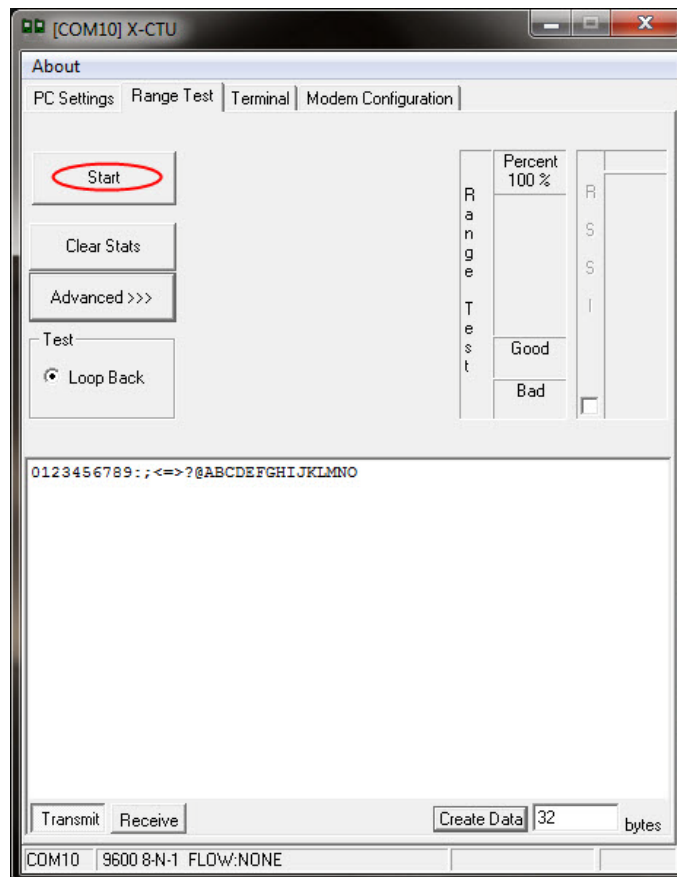 [COM10] X-CTU
About
PC Settings Range Test Terminal Modem Configuration
Start
Clear Stats
Advanced >>>
Test
Loop Back
Range Test
Percent
100 %
Good
Bad
RSSI
0123456789:;<=>?@ABCDEFGHIJKLMNO
Transmit Receive Create Data 32 bytes
COM10 9600 8-N-1 FLOW:NONE